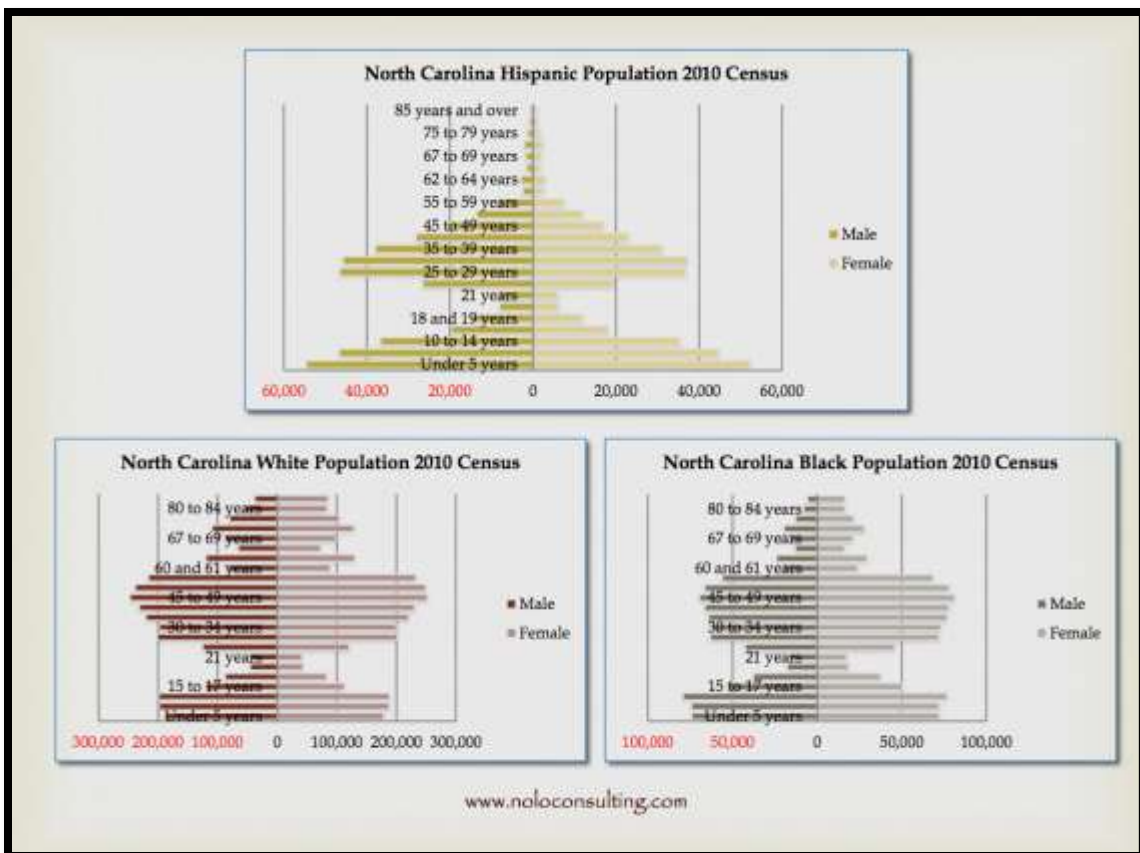 North Carolina Hispanic Population 2010 Census
85 years and over
75 to 79 years
67 to 69 years
62 to 64 years
55 to 59 years
45 to 49 years
35 to 39 years
25 to 29 years
21 years
18 and 19 years
10 to 14 years
Under 5 years
60,000 40,000 20,000 0 20,000 40,000 60,000
Male
Female
North Carolina White Population 2010 Census
80 to 84 years
67 to 69 years
60 and 61 years
45 to 49 years
30 to 34 years
21 years
15 to 17 years
Under 5 years
300,000 200,000 100,000 0 100,000 200,000 300,000
Male
Female
North Carolina Black Population 2010 Census
80 to 84 years
67 to 69 years
60 and 61 years
45 to 49 years
30 to 34 years
21 years
15 to 17 years
Under 5 years
100,000 50,000 0 50,000 100,000
Male
Female
www.noloconsulting.com